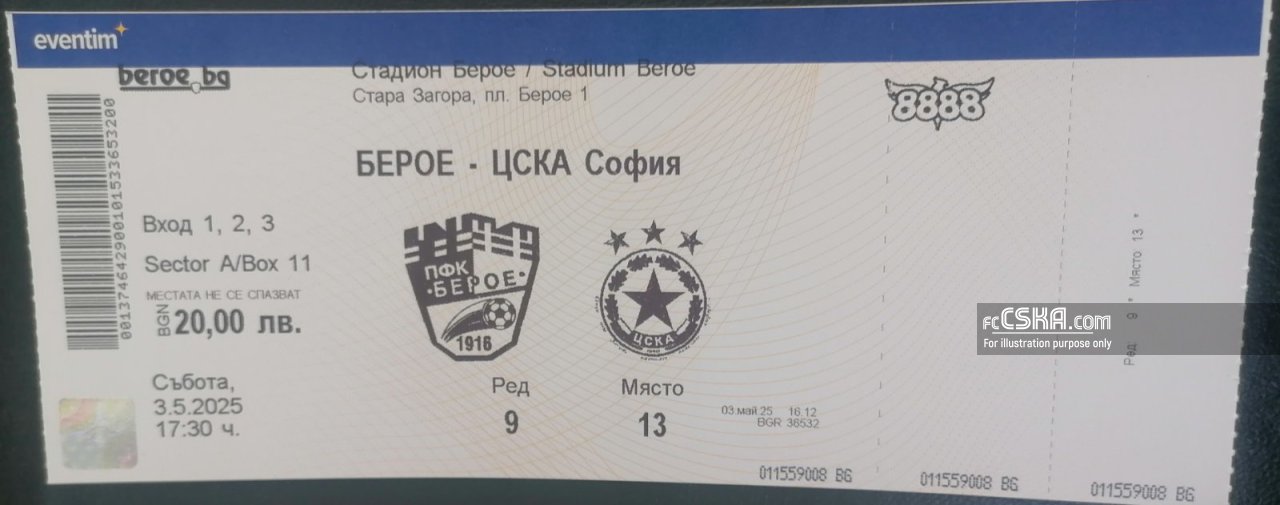 eventim
beroe.bg
Стадион Берое / Stadium Beroe
Стара Загора, пл. Берое 1
8888
БЕРОЕ - ЦСКА София
00137464290010153365320​0
Вход 1, 2, 3
Sector A/Box 11
МЕСТАТА НЕ СЕ СПАЗВАТ
BGN 20,00 лв.
ПФК
БЕРОЕ
1916
ЦСКА
Събота,
3.5.2025
17:30 ч.
Ред
9
Място
13
03.май.25 16.12
BGR 36532
011559008 BG
011559008 BG
011559008 BG
Ред: 9 * Място 13 *
fcCSKA.com
For illustration purpose only